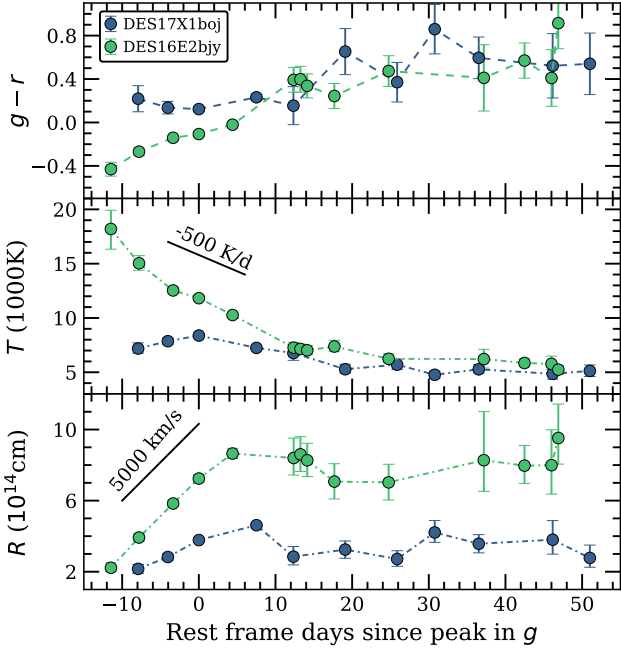 DES17X1boj
DES16E2bjy
0.8
0.4
0.0
−0.4
g − r
20
15
10
5
T (1000K)
-500 K/d
10
6
2
R (10¹⁴cm)
5000 km/s
−10 0 10 20 30 40 50
Rest frame days since peak in g